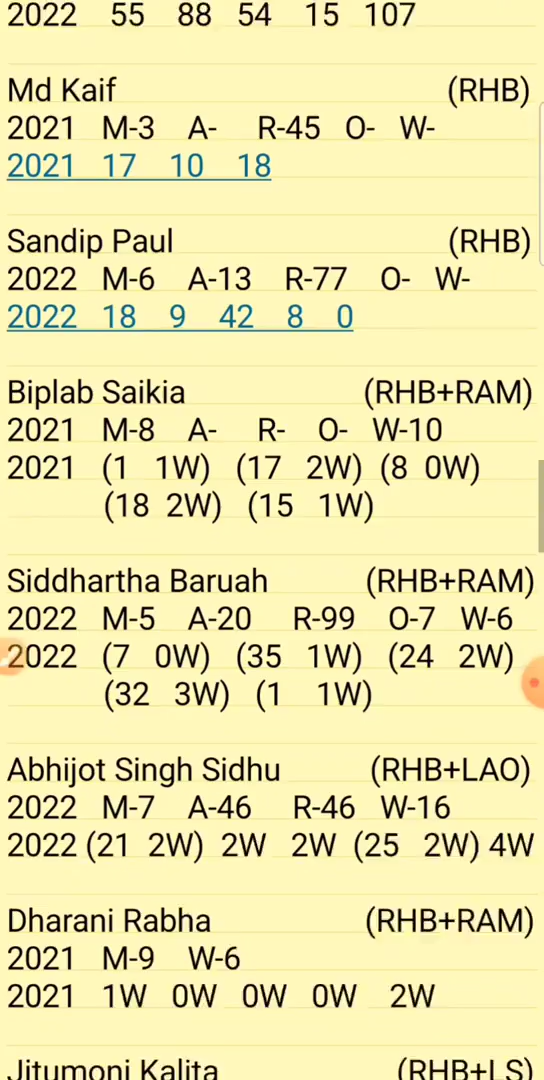 2022 55 88 54 15 107
Md Kaif (RHB)
2021 M-3 A- R-45 O- W-
2021 17 10 18
Sandip Paul (RHB)
2022 M-6 A-13 R-77 O- W-
2022 18 9 42 8 0
Biplab Saikia (RHB+RAM)
2021 M-8 A- R- O- W-10
2021 (1 1W) (17 2W) (8 0W)
(18 2W) (15 1W)
Siddhartha Baruah (RHB+RAM)
2022 M-5 A-20 R-99 O-7 W-6
2022 (7 0W) (35 1W) (24 2W)
(32 3W) (1 1W)
Abhijot Singh Sidhu (RHB+LAO)
2022 M-7 A-46 R-46 W-16
2022 (21 2W) 2W 2W (25 2W) 4W
Dharani Rabha (RHB+RAM)
2021 M-9 W-6
2021 1W 0W 0W 0W 2W
Jitumoni Kalita (RHB+LS)